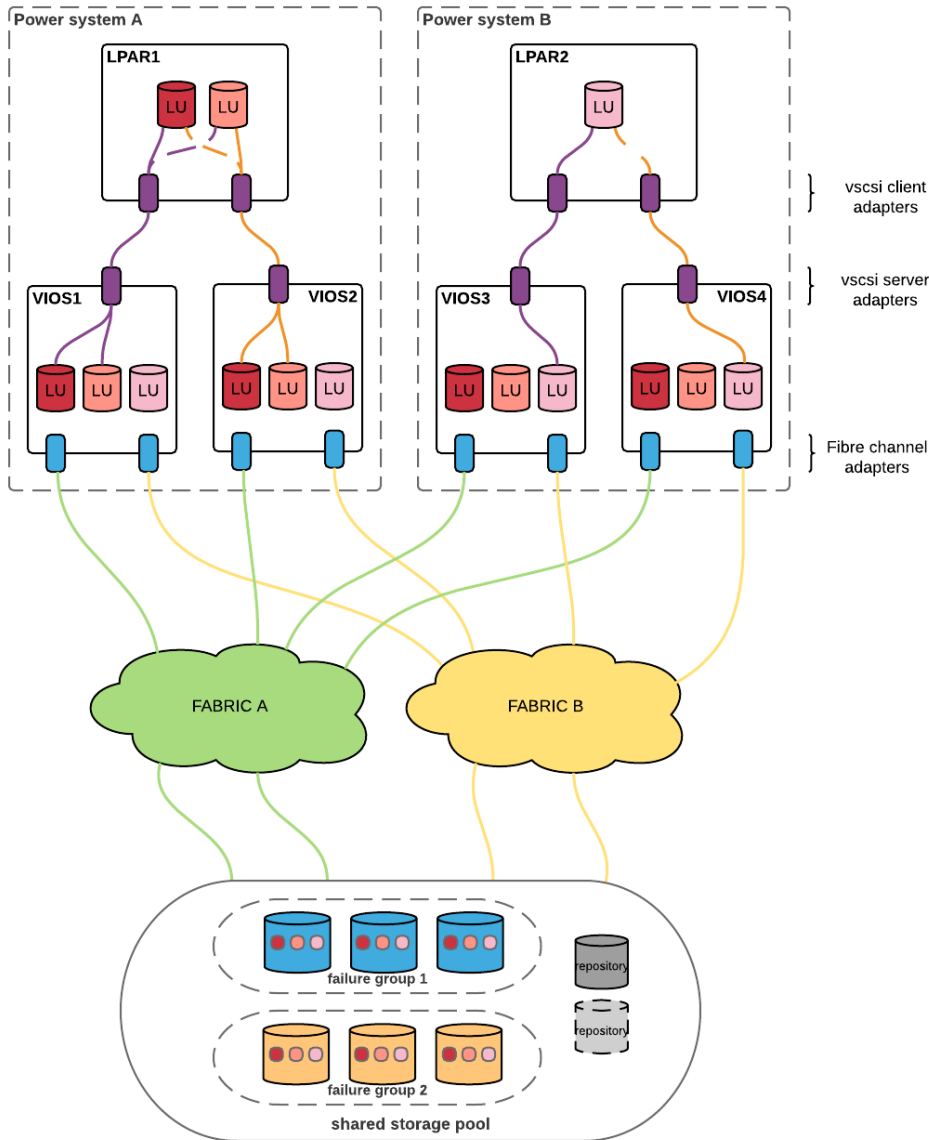 Power system A
Power system B
LPAR1
LPAR2
LU
LU
LU
vscsi client
adapters
vscsi server
adapters
VIOS1
VIOS2
VIOS3
VIOS4
LU
LU
LU
LU
LU
LU
LU
LU
LU
LU
LU
LU
Fibre channel
adapters
FABRIC A
FABRIC B
failure group 1
repository
repository
failure group 2
shared storage pool